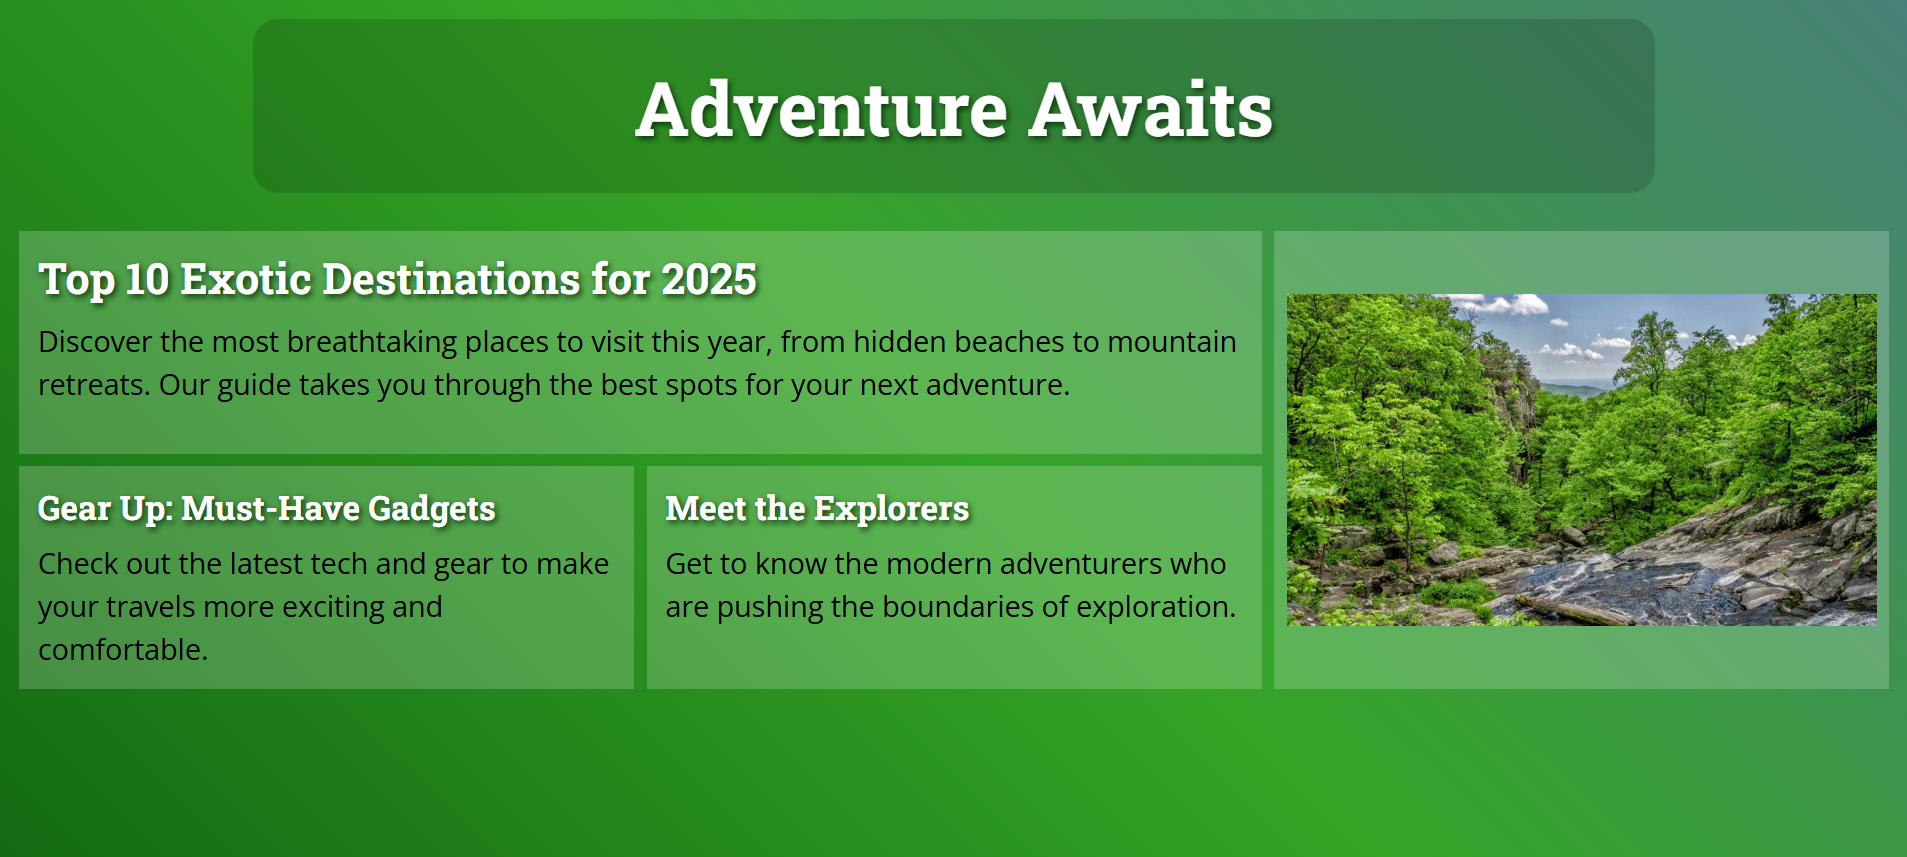 Adventure Awaits
Top 10 Exotic Destinations for 2025
Discover the most breathtaking places to visit this year, from hidden beaches to mountain
retreats. Our guide takes you through the best spots for your next adventure.
Gear Up: Must-Have Gadgets
Check out the latest tech and gear to make
your travels more exciting and
comfortable.
Meet the Explorers
Get to know the modern adventurers who
are pushing the boundaries of exploration.